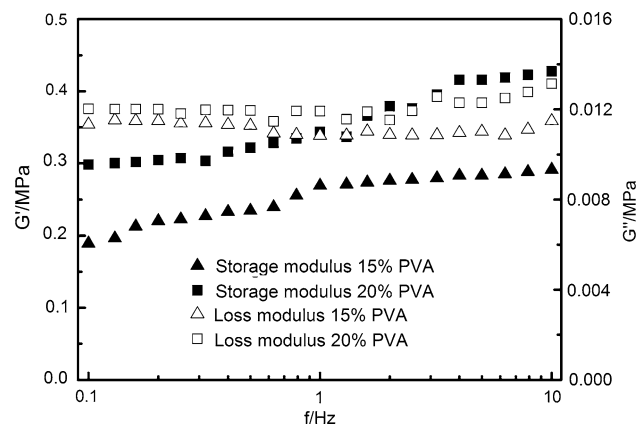 0.5
0.4
0.3
0.2
0.1
0.0
G'/MPa
0.016
0.012
0.008
0.004
0.000
G''/MPa
Storage modulus 15% PVA
Storage modulus 20% PVA
Loss modulus 15% PVA
Loss modulus 20% PVA
0.1
1
10
f/Hz